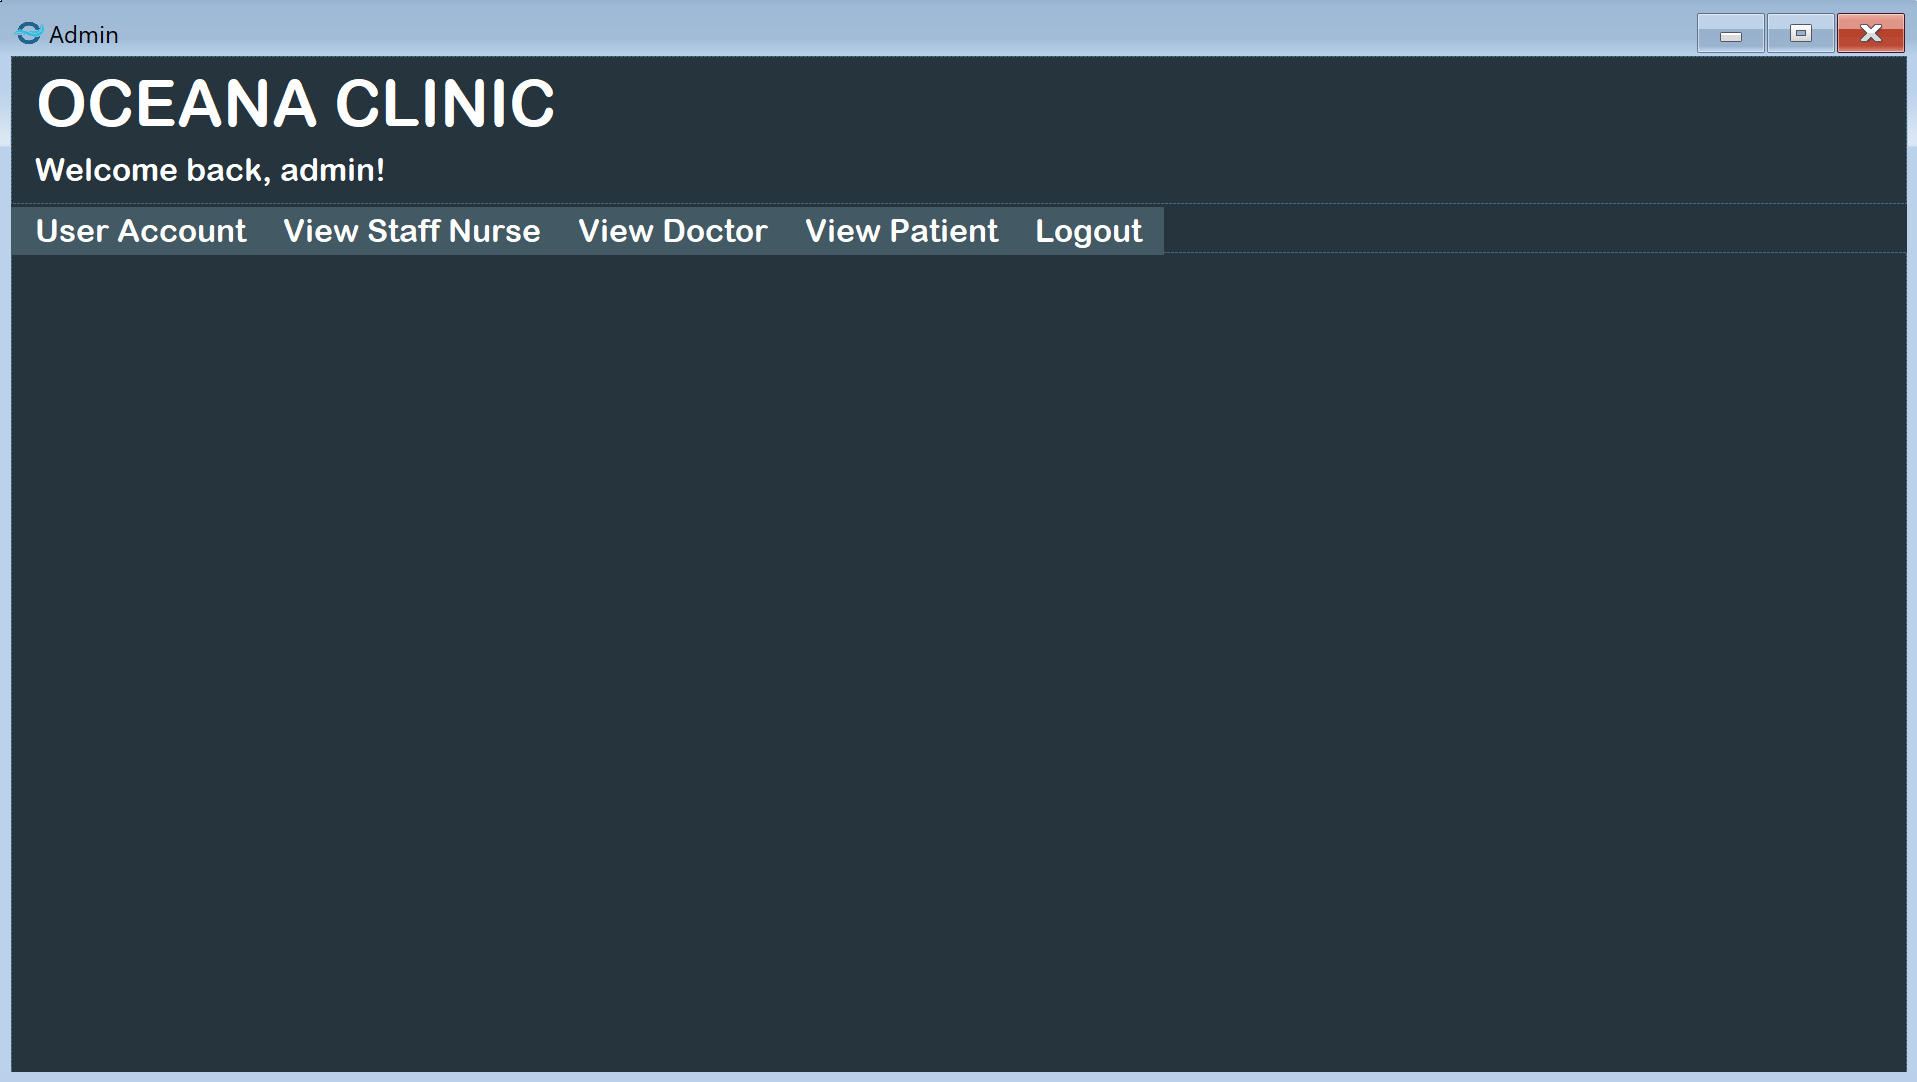 Admin
OCEANA CLINIC
Welcome back, admin!
User Account View Staff Nurse View Doctor View Patient Logout